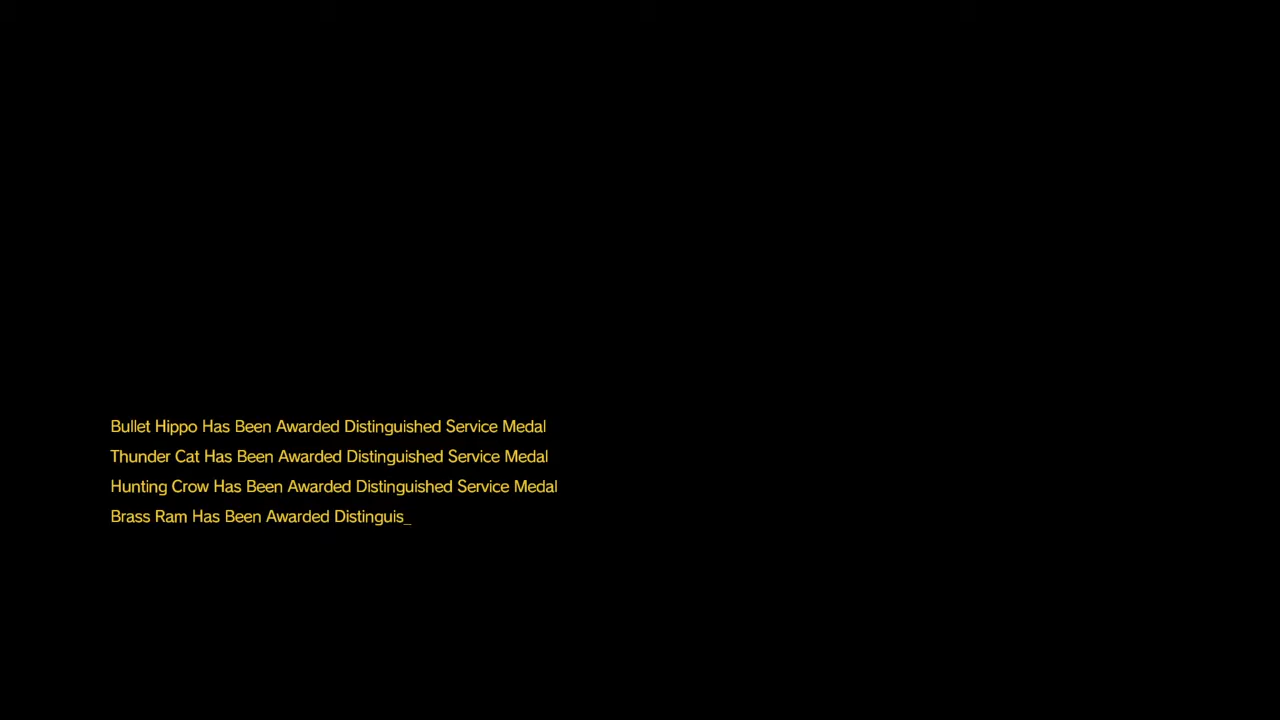 Bullet Hippo Has Been Awarded Distinguished Service Medal
Thunder Cat Has Been Awarded Distinguished Service Medal
Hunting Crow Has Been Awarded Distinguished Service Medal
Brass Ram Has Been Awarded Distinguis_